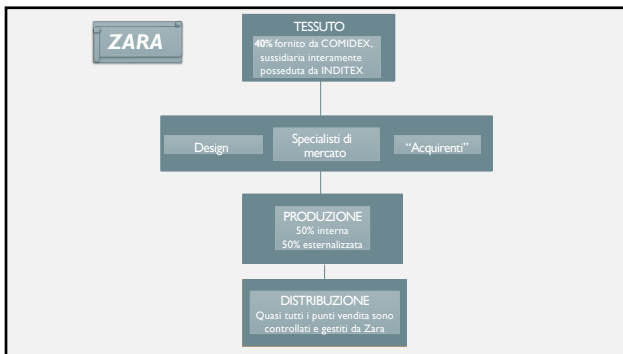 ZARA
TESSUTO
40% fornito da COMIDEX,
sussidiaria interamente
posseduta da INDITEX
Design
Specialisti di
mercato
“Acquirenti”
PRODUZIONE
50% interna
50% esternalizzata
DISTRIBUZIONE
Quasi tutti i punti vendita sono
controllati e gestiti da Zara